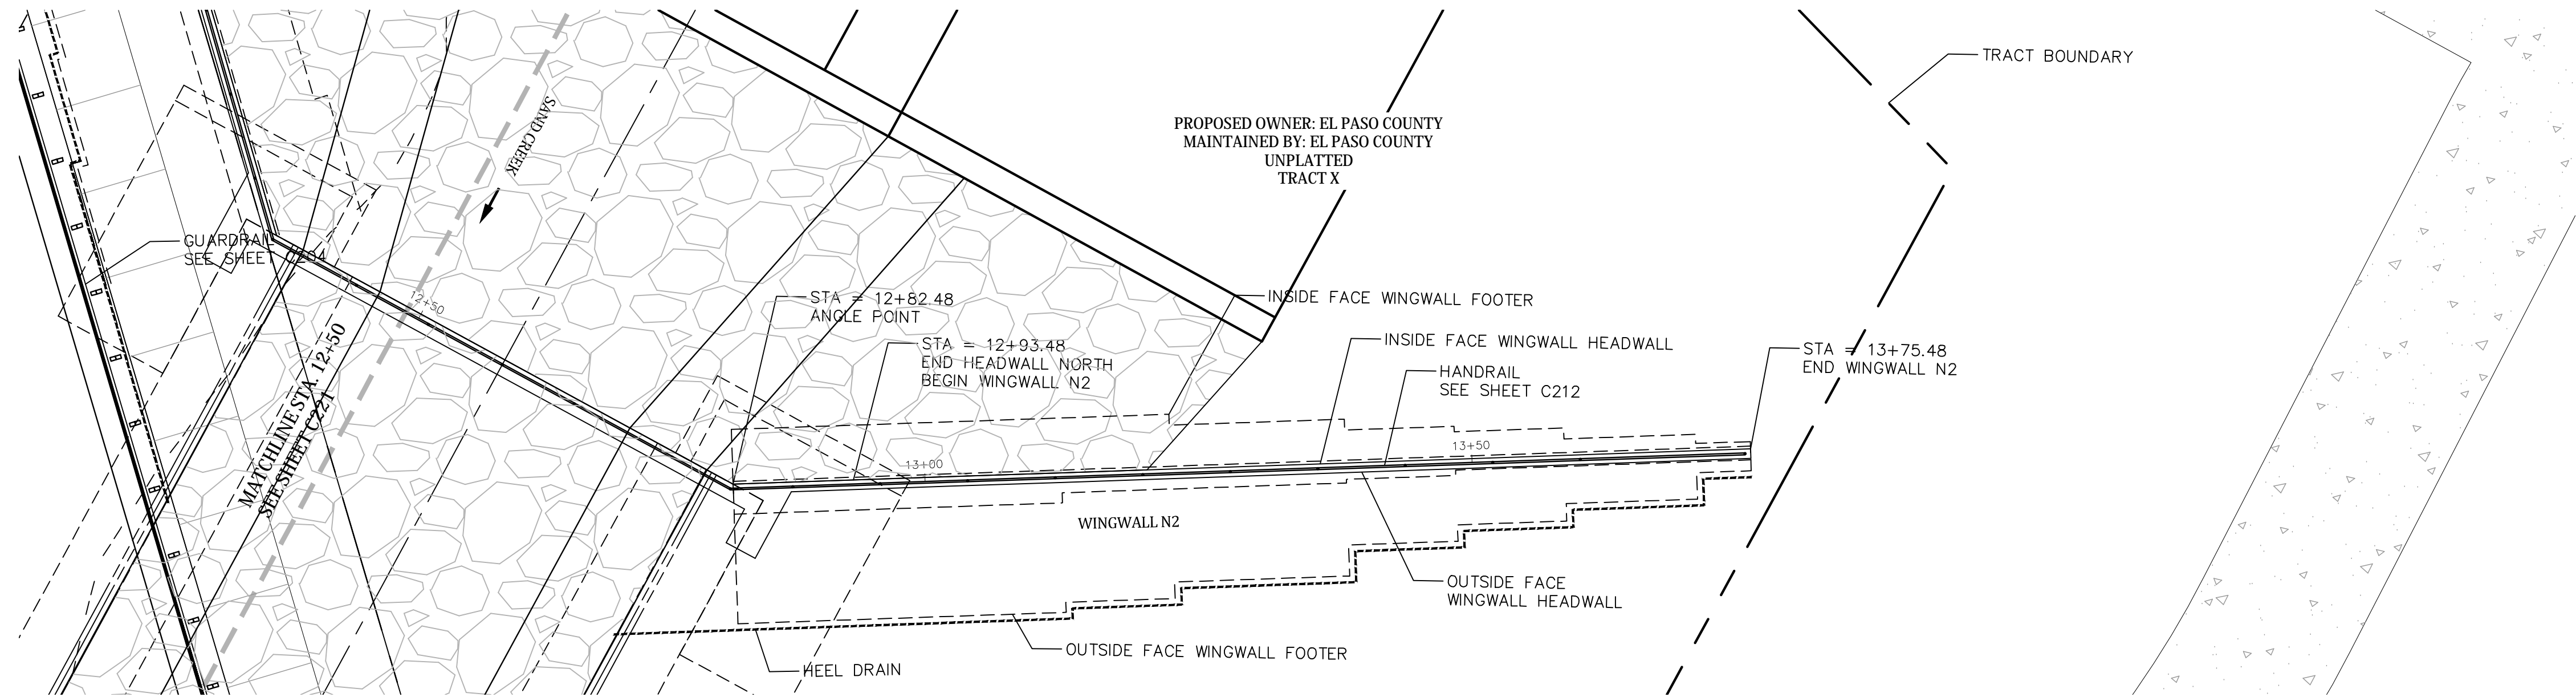 TRACT BOUNDARY
SAND CREEK
PROPOSED OWNER: EL PASO COUNTY
MAINTAINED BY: EL PASO COUNTY
UNPLATTED
TRACT X
GUARDRAIL
SEE SHEET C204
12+50
STA = 12+82.48
ANGLE POINT
INSIDE FACE WINGWALL FOOTER
STA = 12+93.48
END HEADWALL NORTH
BEGIN WINGWALL N2
INSIDE FACE WINGWALL HEADWALL
HANDRAIL
SEE SHEET C212
STA = 13+75.48
END WINGWALL N2
MATCHLINE STA. 12+50
SEE SHEET C221
13+00
13+50
WINGWALL N2
OUTSIDE FACE
WINGWALL HEADWALL
OUTSIDE FACE WINGWALL FOOTER
HEEL DRAIN